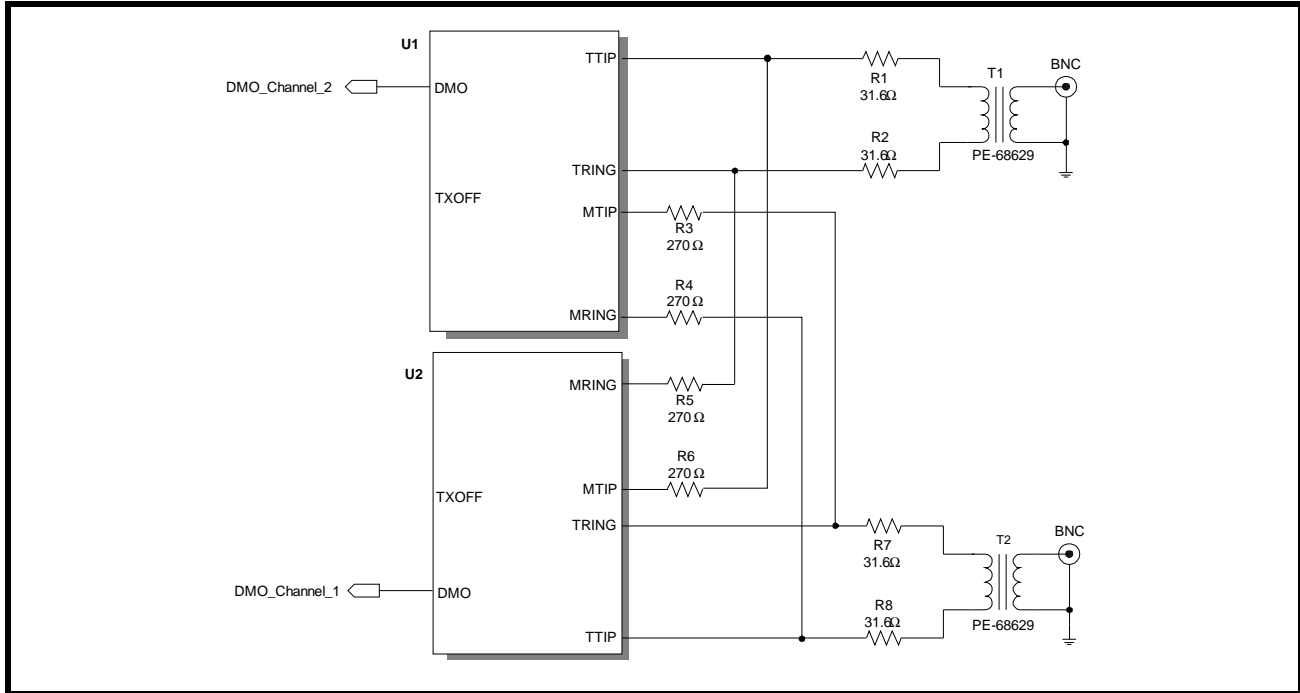 U1
TTIP
DMO_Channel_2
DMO
R1
31.6Ω
T1
BNC
TRING
R2
31.6Ω
PE-68629
TXOFF
MTIP
R3
270 Ω
R4
270 Ω
MRING
U2
MRING
R5
270 Ω
R6
270 Ω
MTIP
TXOFF
TRING
R7
31.6Ω
T2
BNC
DMO_Channel_1
DMO
R8
31.6Ω
PE-68629
TTIP